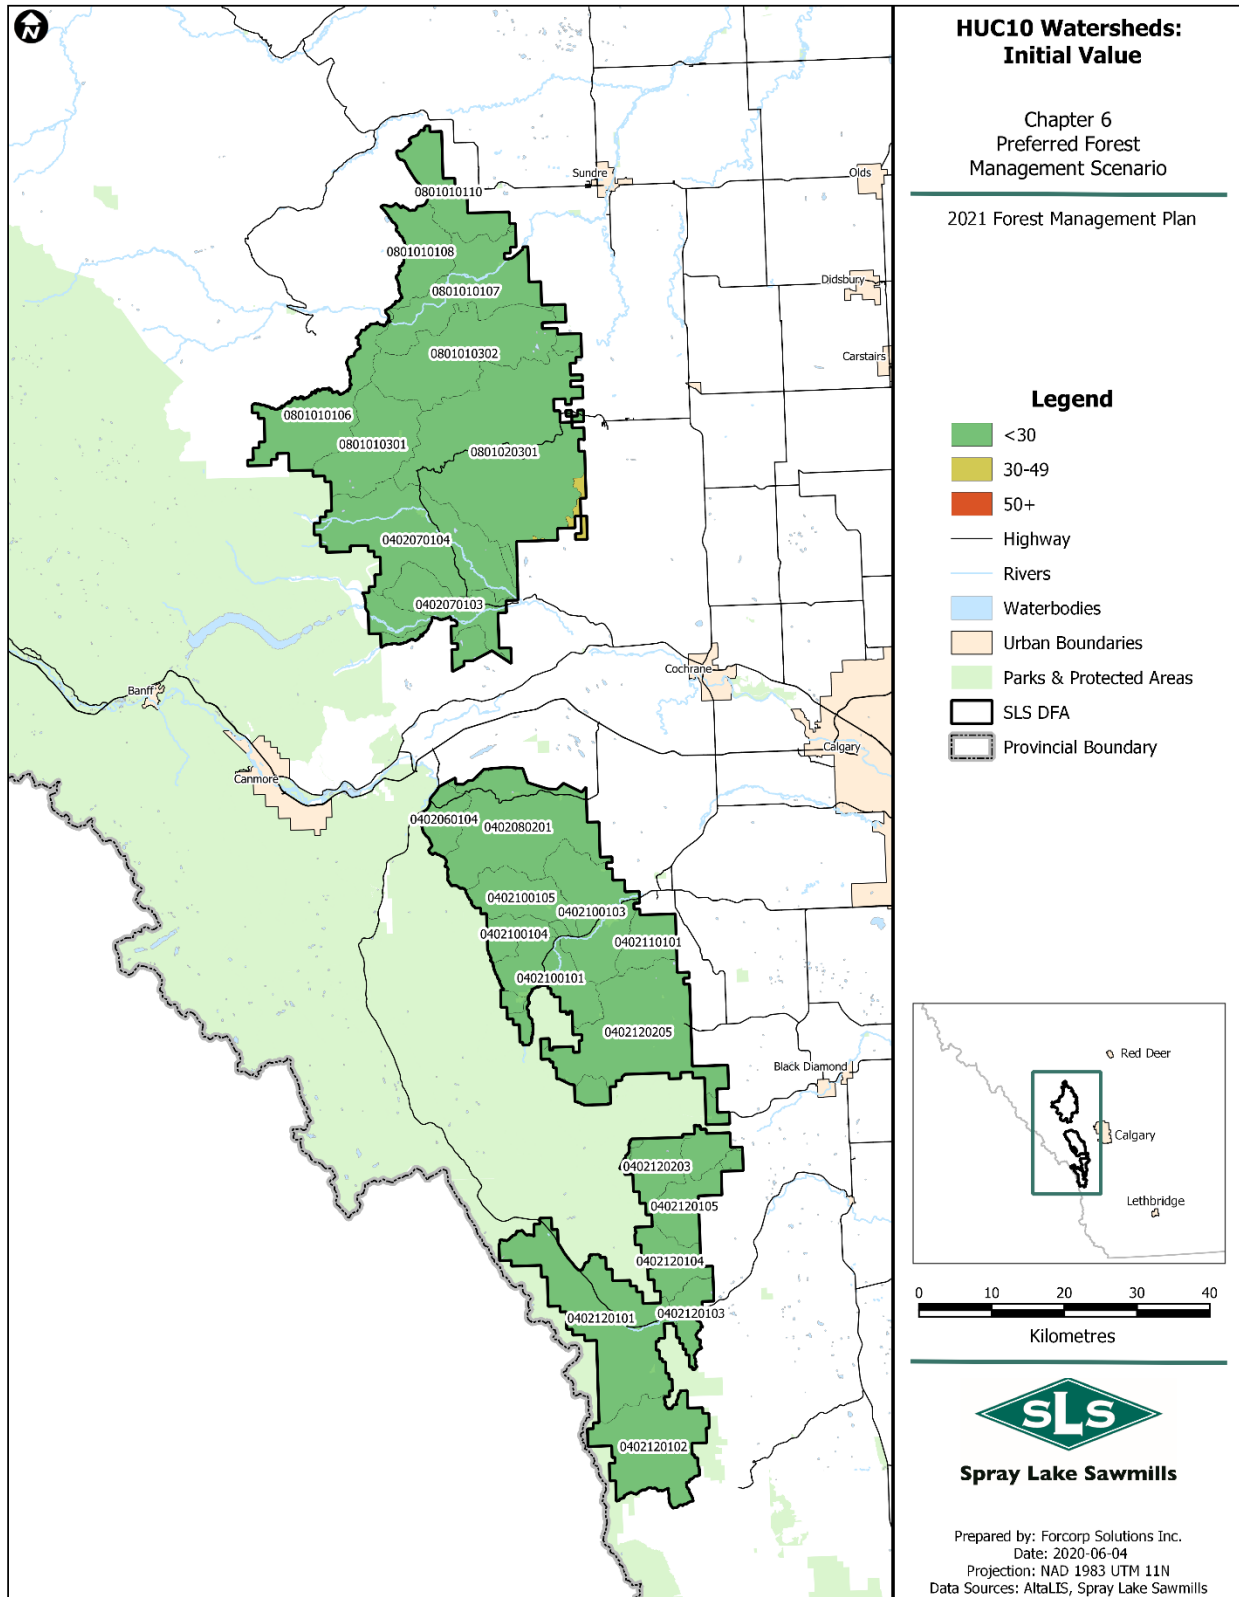 N
HUC10 Watersheds:
Initial Value
Chapter 6
Preferred Forest
Management Scenario
2021 Forest Management Plan
Legend
<30
30-49
50+
Highway
Rivers
Waterbodies
Urban Boundaries
Parks & Protected Areas
SLS DFA
Provincial Boundary
Sundre
Olds
Didsbury
Carstairs
Cochrane
Calgary
Banff
Canmore
Black Diamond
0801010110
0801010108
0801010107
0801010302
0801010106
0801010301
0801020301
0402070104
0402070103
0402060104
0402080201
0402100105
0402100103
0402100104
0402110101
0402100101
0402120205
0402120203
0402120105
0402120104
0402120103
0402120101
0402120102
Red Deer
Calgary
Lethbridge
0 10 20 30 40
Kilometres
SLS
Spray Lake Sawmills
Prepared by: Forcorp Solutions Inc.
Date: 2020-06-04
Projection: NAD 1983 UTM 11N
Data Sources: AltaLIS, Spray Lake Sawmills